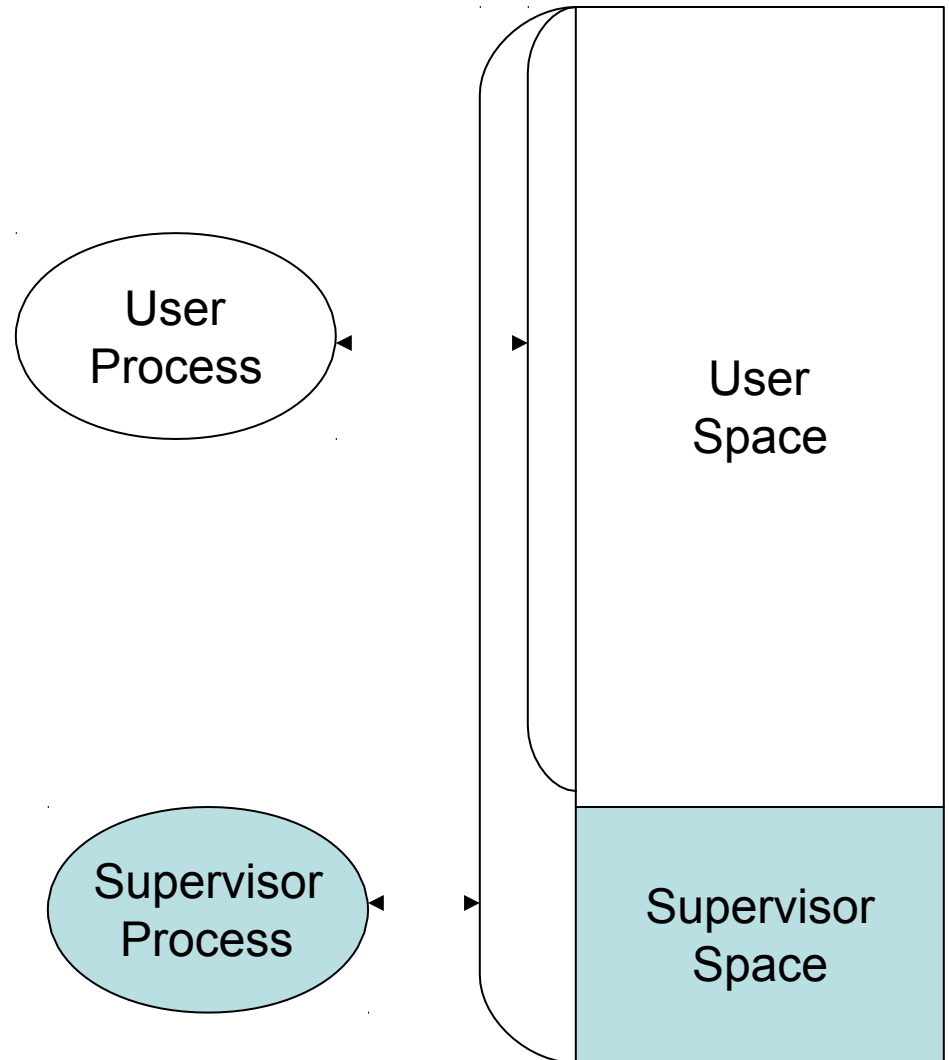 User
Process
User
Space
Supervisor
Process
Supervisor
Space